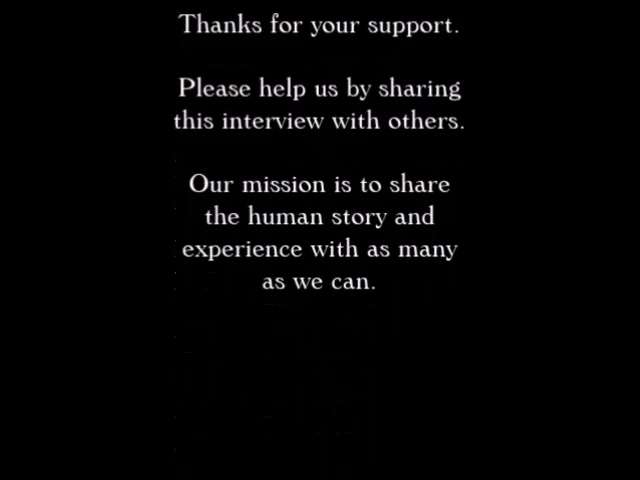 Thanks for your support.
Please help us by sharing
this interview with others.
Our mission is to share
the human story and
experience with as many
as we can.